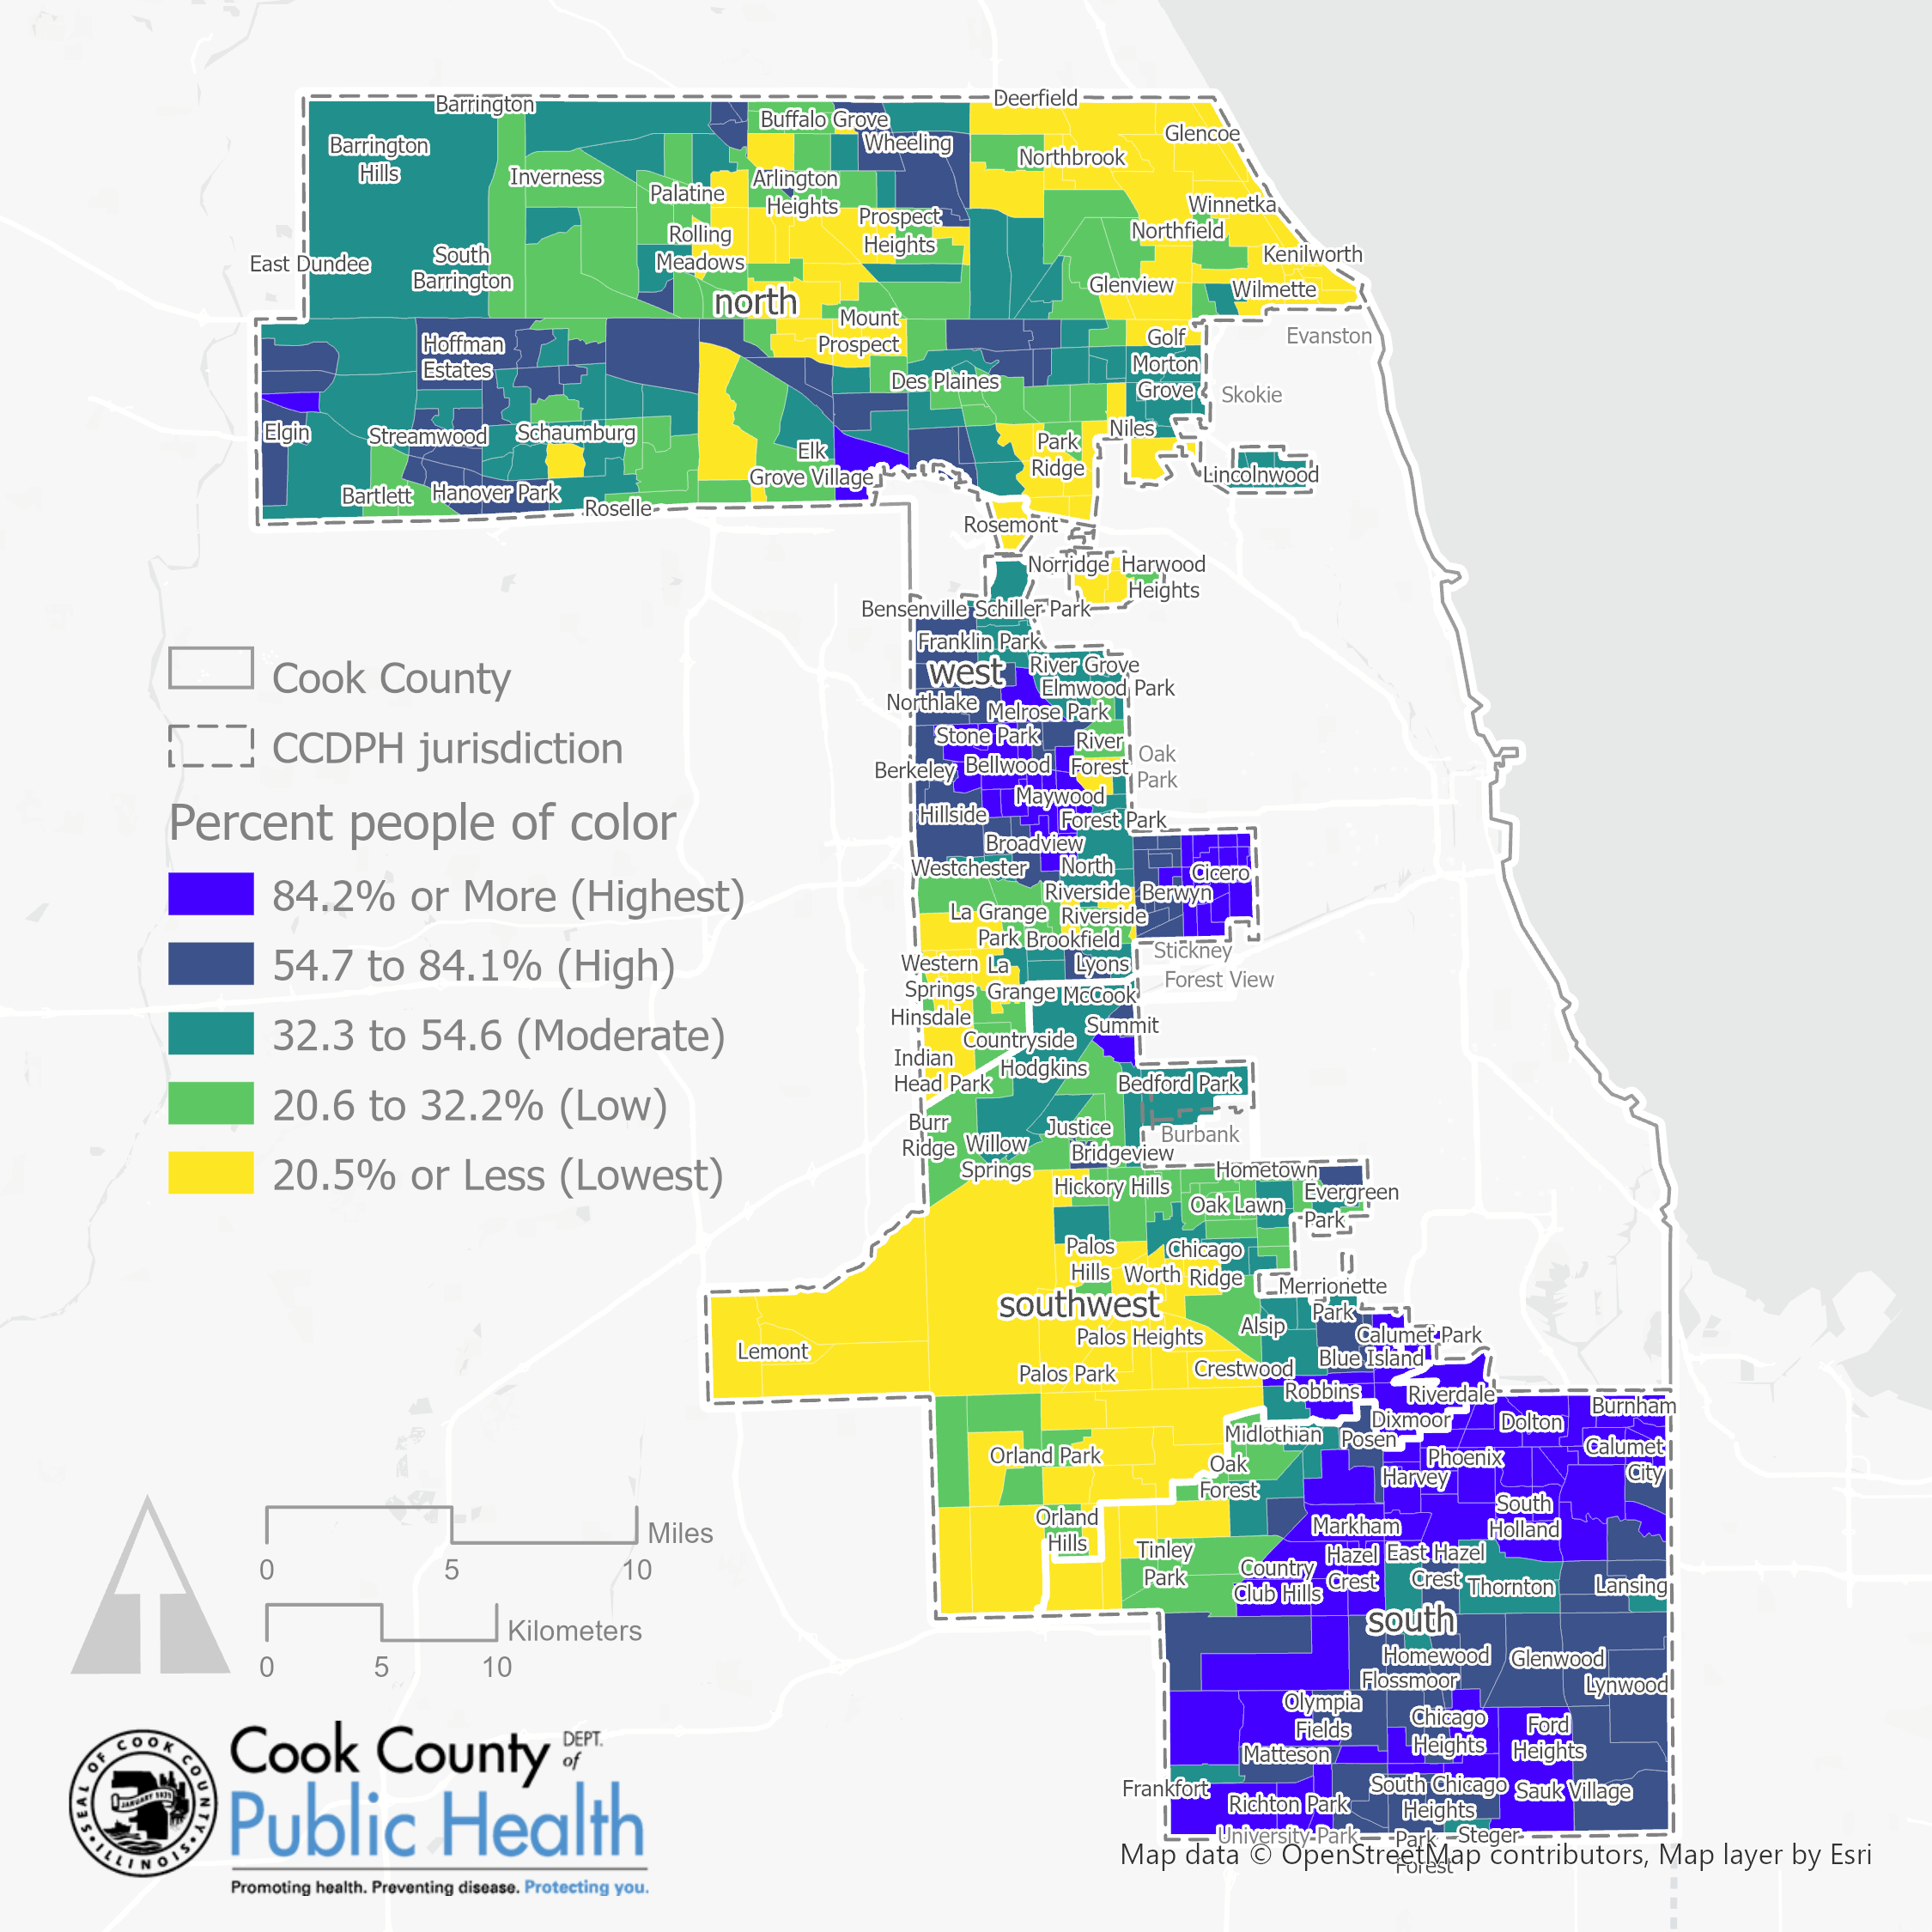 Barrington
Deerfield
Buffalo Grove
Glencoe
Barrington
Hills
Wheeling
Northbrook
Inverness
Palatine
Arlington
Heights
Winnetka
Prospect
Heights
Northfield
Rolling
Meadows
Kenilworth
East Dundee
South
Barrington
Glenview
Wilmette
north
Mount
Prospect
Golf
Evanston
Hoffman
Estates
Morton
Grove
Des Plaines
Skokie
Elgin
Streamwood
Schaumburg
Niles
Elk
Grove Village
Park
Ridge
Lincolnwood
Bartlett
Hanover Park
Roselle
Rosemont
Norridge
Harwood
Heights
Bensenville
Schiller Park
Franklin Park
west
River Grove
Elmwood Park
Northlake
Melrose Park
Stone Park
River
Forest
Oak
Park
Berkeley
Bellwood
Maywood
Hillside
Forest Park
Broadview
Westchester
North
Riverside
Cicero
Berwyn
La Grange
Park
Riverside
Brookfield
Stickney
Western
Springs
La
Grange
Lyons
Forest View
McCook
Hinsdale
Summit
Countryside
Indian
Head Park
Hodgkins
Bedford Park
Burr
Ridge
Justice
Burbank
Willow
Springs
Bridgeview
Hometown
Hickory Hills
Evergreen
Park
Oak Lawn
Palos
Hills
Chicago
Ridge
Worth
Merrionette
Park
southwest
Alsip
Palos Heights
Calumet Park
Lemont
Blue Island
Palos Park
Crestwood
Robbins
Riverdale
Burnham
Dixmoor
Dolton
Midlothian
Posen
Calumet
City
Orland Park
Phoenix
Oak
Forest
Harvey
South
Holland
Orland
Hills
Markham
Tinley
Park
Hazel
Crest
East Hazel
Crest
Country
Club Hills
Thornton
Lansing
south
Homewood
Glenwood
Flossmoor
Lynwood
Olympia
Fields
Chicago
Heights
Ford
Heights
Matteson
Frankfort
Richton Park
South Chicago
Heights
Sauk Village
University Park
Park
Forest
Steger
Cook County
CCDPH jurisdiction
Percent people of color
84.2% or More (Highest)
54.7 to 84.1% (High)
32.3 to 54.6 (Moderate)
20.6 to 32.2% (Low)
20.5% or Less (Lowest)
Miles
0 5 10
Kilometers
0 5 10
SEAL OF COOK COUNTY
JANUARY 1831
ILLINOIS
Cook County DEPT. of
Public Health
Promoting health. Preventing disease. Protecting you.
Map data © OpenStreetMap contributors, Map layer by Esri